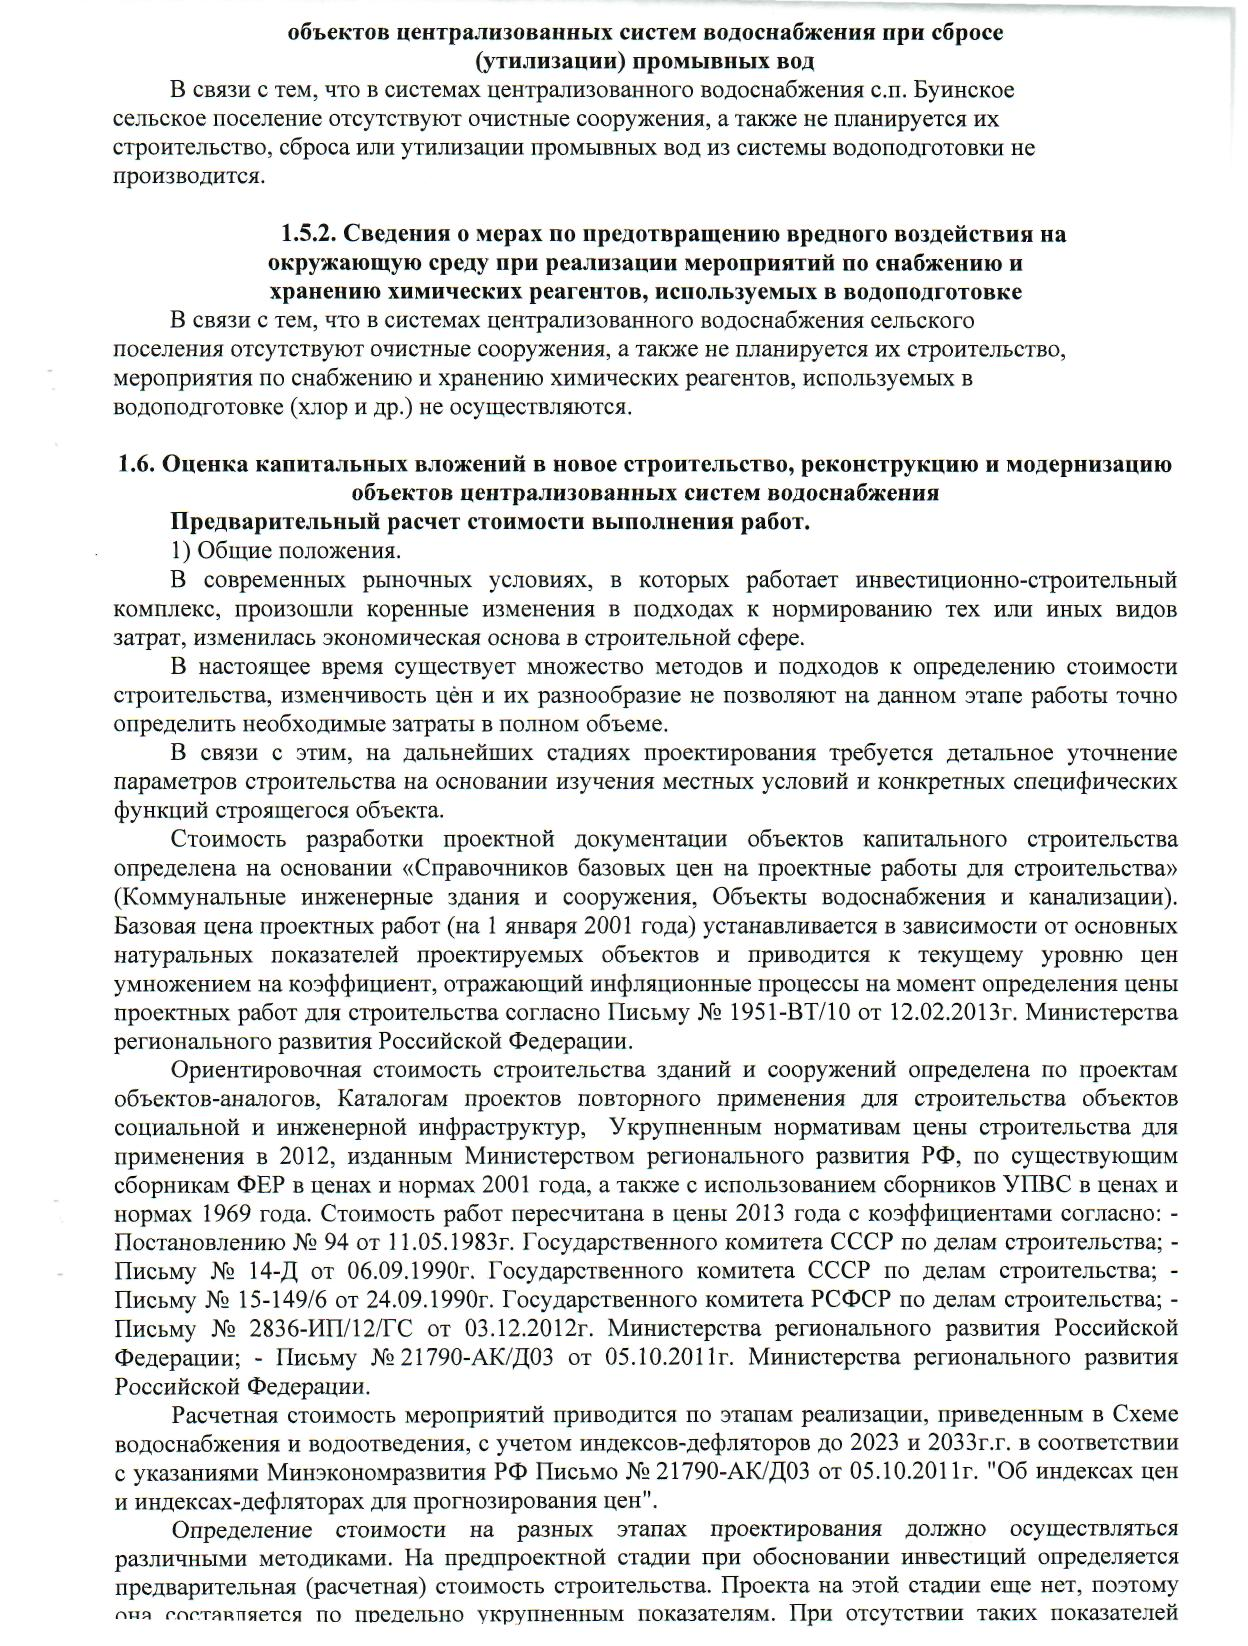 объектов централизованных систем водоснабжения при сбросе
(утилизации) промывных вод
В связи с тем, что в системах централизованного водоснабжения с.п. Буинское
сельское поселение отсутствуют очистные сооружения, а также не планируется их
строительство, сброса или утилизации промывных вод из системы водоподготовки не
производится.
1.5.2. Сведения о мерах по предотвращению вредного воздействия на
окружающую среду при реализации мероприятий по снабжению и
хранению химических реагентов, используемых в водоподготовке
В связи с тем, что в системах централизованного водоснабжения сельского
поселения отсутствуют очистные сооружения, а также не планируется их строительство,
мероприятия по снабжению и хранению химических реагентов, используемых в
водоподготовке (хлор и др.) не осуществляются.
1.6. Оценка капитальных вложений в новое строительство, реконструкцию и модернизацию
объектов централизованных систем водоснабжения
Предварительный расчет стоимости выполнения работ.
1) Общие положения.
В современных рыночных условиях, в которых работает инвестиционно-строительный
комплекс, произошли коренные изменения в подходах к нормированию тех или иных видов
затрат, изменилась экономическая основа в строительной сфере.
В настоящее время существует множество методов и подходов к определению стоимости
строительства, изменчивость цен и их разнообразие не позволяют на данном этапе работы точно
определить необходимые затраты в полном объеме.
В связи с этим, на дальнейших стадиях проектирования требуется детальное уточнение
параметров строительства на основании изучения местных условий и конкретных специфических
функций строящегося объекта.
Стоимость разработки проектной документации объектов капитального строительства
определена на основании «Справочников базовых цен на проектные работы для строительства»
(Коммунальные инженерные здания и сооружения, Объекты водоснабжения и канализации).
Базовая цена проектных работ (на 1 января 2001 года) устанавливается в зависимости от основных
натуральных показателей проектируемых объектов и приводится к текущему уровню цен
умножением на коэффициент, отражающий инфляционные процессы на момент определения цены
проектных работ для строительства согласно Письму № 1951-ВТ/10 от 12.02.2013г. Министерства
регионального развития Российской Федерации.
Ориентировочная стоимость строительства зданий и сооружений определена по проектам
объектов-аналогов, Каталогам проектов повторного применения для строительства объектов
социальной и инженерной инфраструктур, Укрупненным нормативам цены строительства для
применения в 2012, изданным Министерством регионального развития РФ, по существующим
сборникам ФЕР в ценах и нормах 2001 года, а также с использованием сборников УПВС в ценах и
нормах 1969 года. Стоимость работ пересчитана в цены 2013 года с коэффициентами согласно: -
Постановлению № 94 от 11.05.1983г. Государственного комитета СССР по делам строительства; -
Письму № 14-Д от 06.09.1990г. Государственного комитета СССР по делам строительства; -
Письму № 15-149/6 от 24.09.1990г. Государственного комитета РСФСР по делам строительства; -
Письму № 2836-ИП/12/ГС от 03.12.2012г. Министерства регионального развития Российской
Федерации; - Письму № 21790-АК/Д03 от 05.10.2011г. Министерства регионального развития
Российской Федерации.
Расчетная стоимость мероприятий приводится по этапам реализации, приведенным в Схеме
водоснабжения и водоотведения, с учетом индексов-дефляторов до 2023 и 2033г.г. в соответствии
с указаниями Минэкономразвития РФ Письмо № 21790-АК/Д03 от 05.10.2011г. "Об индексах цен
и индексах-дефляторах для прогнозирования цен".
Определение стоимости на разных этапах проектирования должно осуществляться
различными методиками. На предпроектной стадии при обосновании инвестиций определяется
предварительная (расчетная) стоимость строительства. Проекта на этой стадии еще нет, поэтому
она составляется по предельно укрупненным показателям. При отсутствии таких показателей